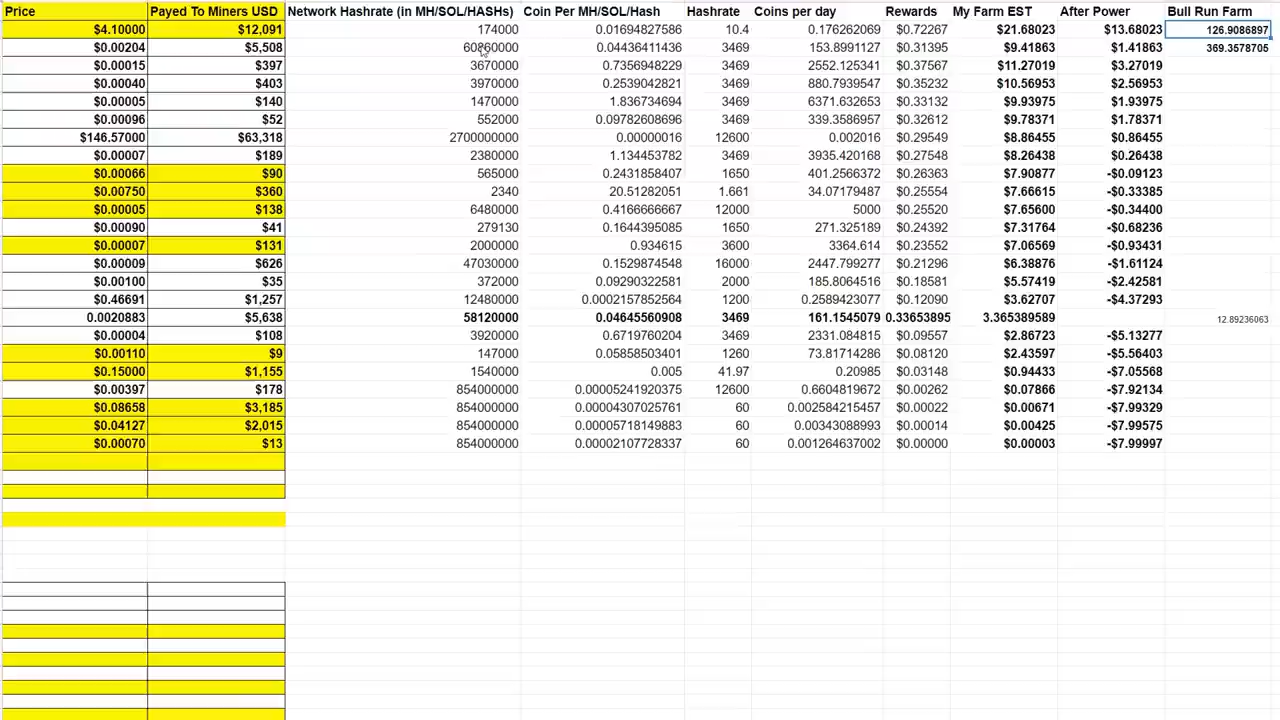 Price Payed To Miners USD Network Hashrate (in MH/SOL/HASHS) Coin Per MH/SOL/Hash Hashrate Coins per day Rewards My Farm EST After Power Bull Run Farm
$4.10000 $12,091 174000 0.01694827586 10.4 0.176262069 $0.72267 $21.68023 $13.68023 126.9086897
$0.00204 $5,508 60860000 0.04436411436 3469 153.8991127 $0.31395 $9.41863 $1.41863 369.3578705
$0.00015 $397 3670000 0.7356948229 3469 2552.125341 $0.37567 $11.27019 $3.27019
$0.00040 $403 3970000 0.2539042821 3469 880.7939547 $0.35232 $10.56953 $2.56953
$0.00005 $140 1470000 1.836734694 3469 6371.632653 $0.33132 $9.93975 $1.93975
$0.00096 $52 552000 0.09782608696 3469 339.3586957 $0.32612 $9.78371 $1.78371
$146.57000 $63,318 2700000000 0.00000016 12600 0.002016 $0.29549 $8.86455 $0.86455
$0.00007 $189 2380000 1.134453782 3469 3935.420168 $0.27548 $8.26438 $0.26438
$0.00066 $90 565000 0.2431858407 1650 401.2566372 $0.26363 $7.90877 -$0.09123
$0.00750 $360 2340 20.51282051 1.661 34.07179487 $0.25554 $7.66615 -$0.33385
$0.00005 $138 6480000 0.4166666667 12000 5000 $0.25520 $7.65600 -$0.34400
$0.00090 $41 279130 0.1644395085 1650 271.325189 $0.24392 $7.31764 -$0.68236
$0.00007 $131 2000000 0.934615 3600 3364.614 $0.23552 $7.06569 -$0.93431
$0.00009 $626 47030000 0.1529874548 16000 2447.799277 $0.21296 $6.38876 -$1.61124
$0.00100 $35 372000 0.09290322581 2000 185.8064516 $0.18581 $5.57419 -$2.42581
$0.46691 $1,257 12480000 0.0002157852564 1200 0.2589423077 $0.12090 $3.62707 -$4.37293
0.0020883 $5,638 58120000 0.04645560908 3469 161.1545079 0.33653895 3.365389589 12.89236063
$0.00004 $108 3920000 0.6719760204 3469 2331.084815 $0.09557 $2.86723 -$5.13277
$0.00110 $9 147000 0.05858503401 1260 73.81714286 $0.08120 $2.43597 -$5.56403
$0.15000 $1,155 1540000 0.005 41.97 0.20985 $0.03148 $0.94433 -$7.05568
$0.00397 $178 854000000 0.00005241920375 12600 0.6604819672 $0.00262 $0.07866 -$7.92134
$0.08658 $3,185 854000000 0.00004307025761 60 0.002584215457 $0.00022 $0.00671 -$7.99329
$0.04127 $2,015 854000000 0.00005718149883 60 0.00343088993 $0.00014 $0.00425 -$7.99575
$0.00070 $13 854000000 0.00002107728337 60 0.001264637002 $0.00000 $0.00003 -$7.99997